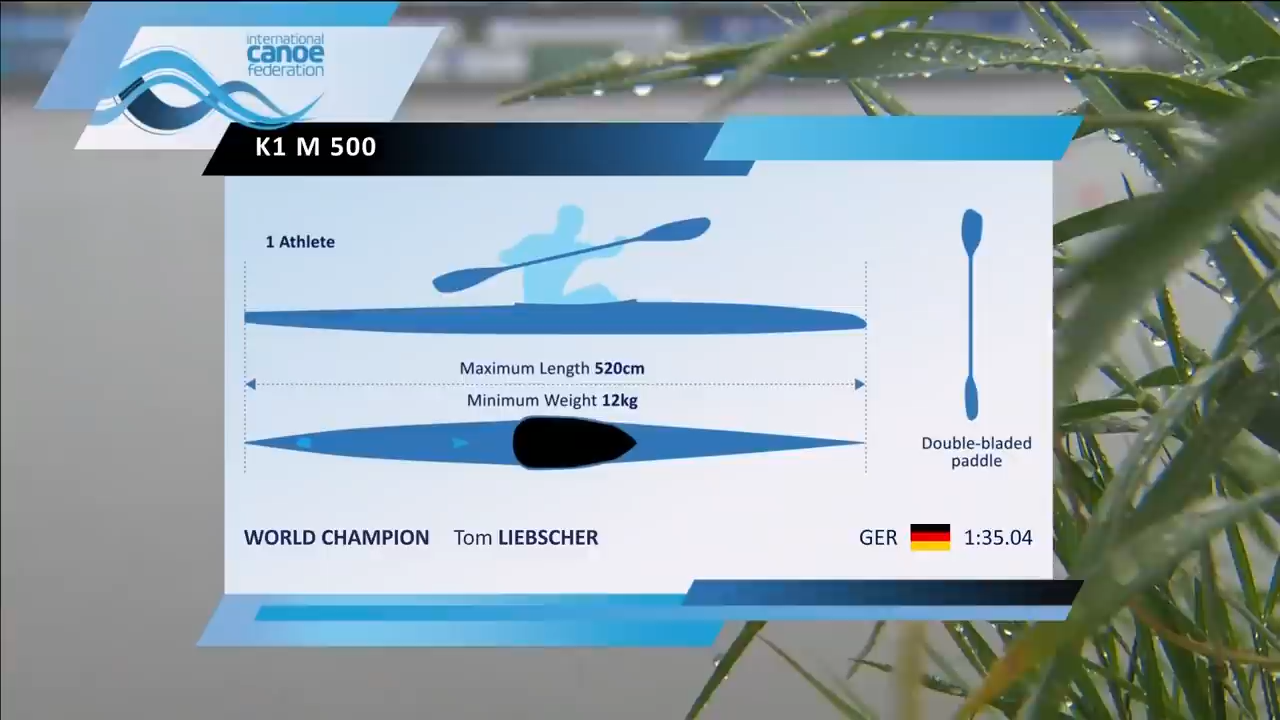 international
canoe
federation
K1 M 500
1 Athlete
Maximum Length 520cm
Minimum Weight 12kg
Double-bladed
paddle
WORLD CHAMPION Tom LIEBSCHER GER 1:35.04